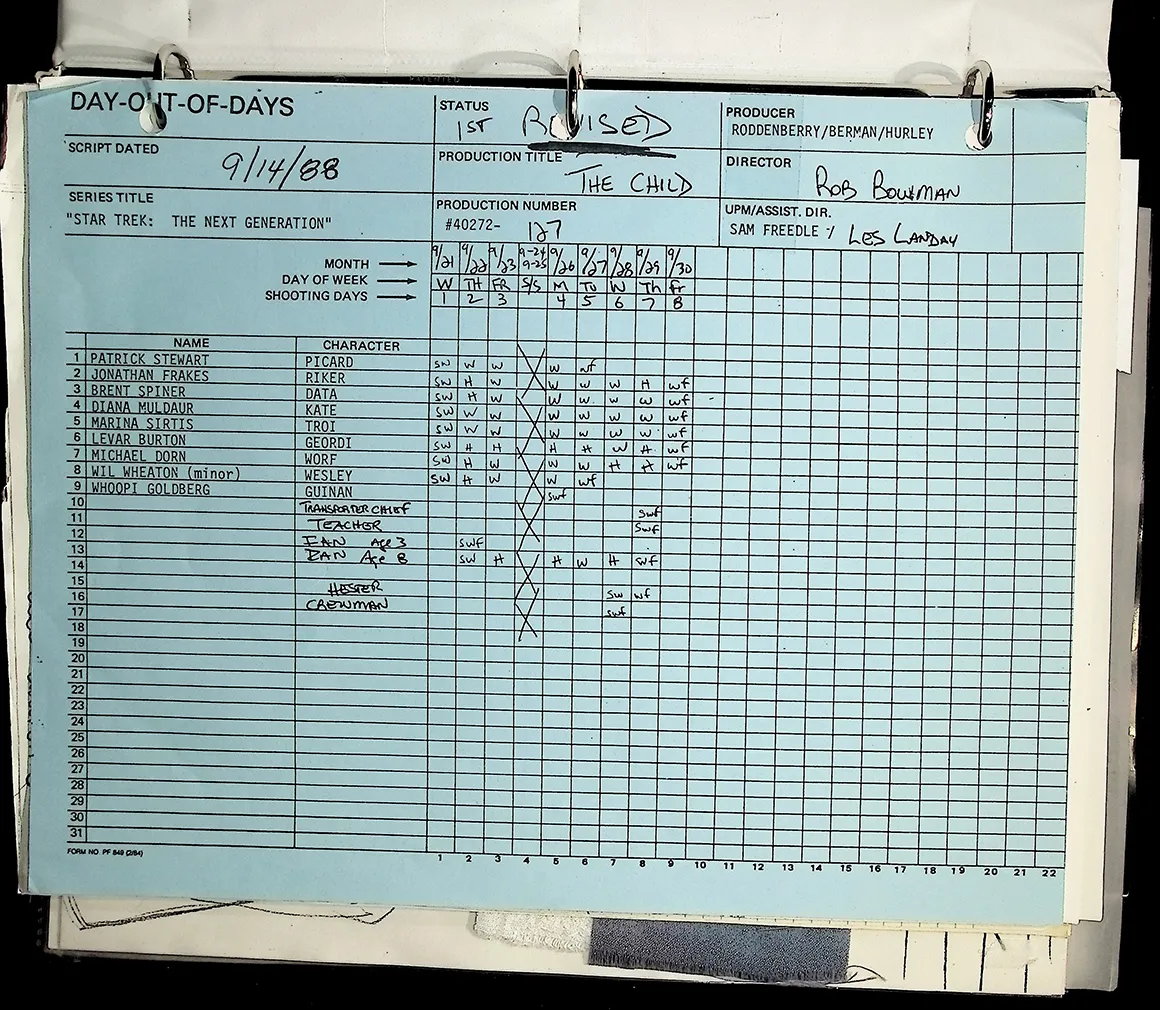 DAY-OUT-OF-DAYS
STATUS
1ST REVISED
PRODUCER
RODDENBERRY/BERMAN/HURLEY
SCRIPT DATED
9/14/88
PRODUCTION TITLE
THE CHILD
DIRECTOR
ROB BOWMAN
SERIES TITLE
"STAR TREK: THE NEXT GENERATION"
PRODUCTION NUMBER
#40272- 127
UPM/ASSIST. DIR.
SAM FREEDLE / LES LANDAU
MONTH 9/21 9/22 9/23 9-24 9-25 9/26 9/27 9/28 9/29 9/30
DAY OF WEEK W TH FR S/S M TU W Th Fr
SHOOTING DAYS 1 2 3 4 5 6 7 8
NAME CHARACTER
1 PATRICK STEWART PICARD SW W W W WF
2 JONATHAN FRAKES RIKER SW H W W W W H WF
3 BRENT SPINER DATA SW H W W W W W WF
4 DIANA MULDAUR KATE SW W W W W W W WF
5 MARINA SIRTIS TROI SW W W W W W W WF
6 LEVAR BURTON GEORDI SW H H H H W H WF
7 MICHAEL DORN WORF SW H W W W H H WF
8 WIL WHEATON (minor) WESLEY SW H W W WF
9 WHOOPI GOLDBERG GUINAN SWF
10 TRANSPORTER CHIEF SWF
11 TEACHER SWF
12 IAN Age 3 SWF
13 IAN Age 8 SW H H W H WF
14
15 HESTER SW WF
16 CREWMAN SWF
17
18
19
20
21
22
23
24
25
26
27
28
29
30
31
FORM NO. PF 849 (2/84)
1 2 3 4 5 6 7 8 9 10 11 12 13 14 15 16 17 18 19 20 21 22